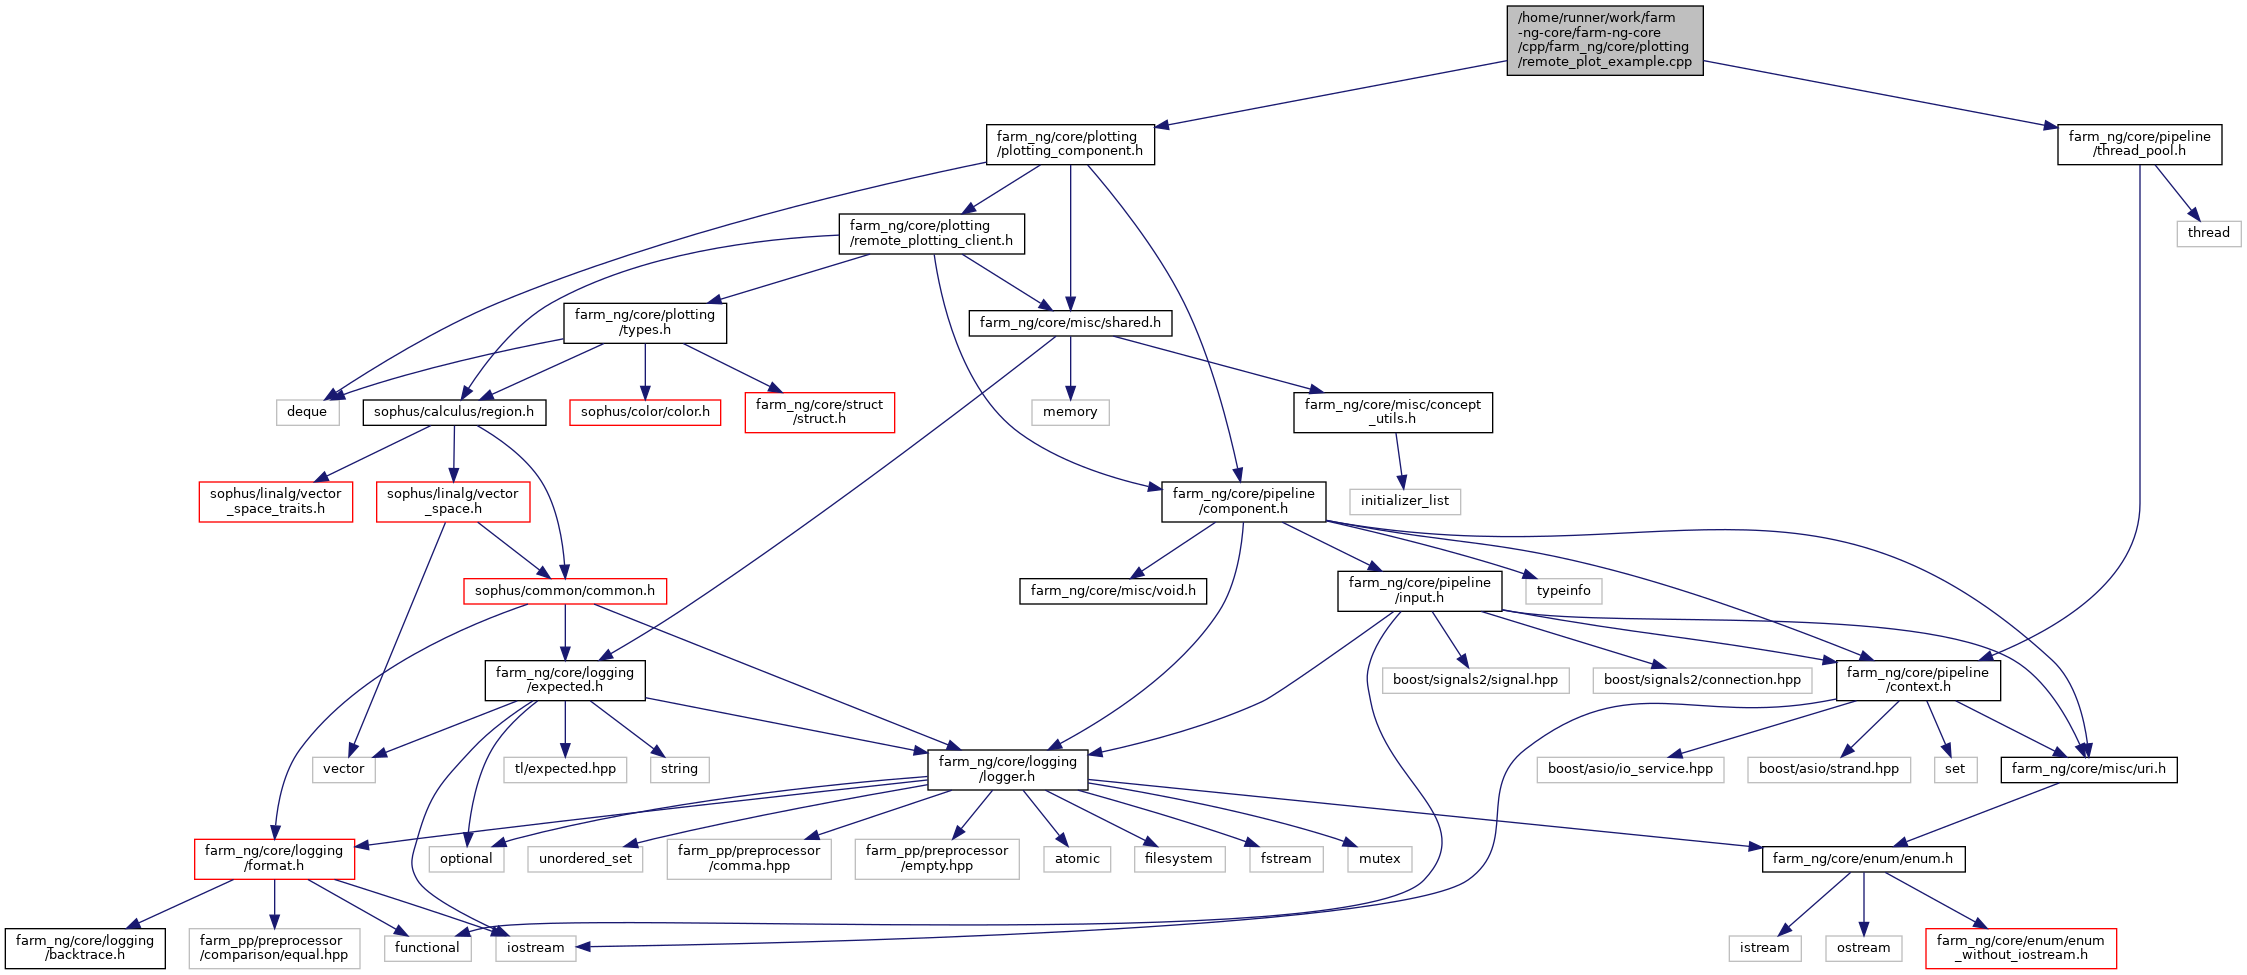 /home/runner/work/farm
-ng-core/farm-ng-core
/cpp/farm_ng/core/plotting
/remote_plot_example.cpp
farm_ng/core/plotting
/plotting_component.h
farm_ng/core/pipeline
/thread_pool.h
farm_ng/core/plotting
/remote_plotting_client.h
thread
farm_ng/core/plotting
/types.h
farm_ng/core/misc/shared.h
deque
sophus/calculus/region.h
sophus/color/color.h
farm_ng/core/struct
/struct.h
memory
farm_ng/core/misc/concept
_utils.h
sophus/linalg/vector
_space_traits.h
sophus/linalg/vector
_space.h
farm_ng/core/pipeline
/component.h
initializer_list
sophus/common/common.h
farm_ng/core/misc/void.h
farm_ng/core/pipeline
/input.h
typeinfo
farm_ng/core/logging
/expected.h
boost/signals2/signal.hpp
boost/signals2/connection.hpp
farm_ng/core/pipeline
/context.h
vector
tl/expected.hpp
string
farm_ng/core/logging
/logger.h
boost/asio/io_service.hpp
boost/asio/strand.hpp
set
farm_ng/core/misc/uri.h
farm_ng/core/logging
/format.h
optional
unordered_set
farm_pp/preprocessor
/comma.hpp
farm_pp/preprocessor
/empty.hpp
atomic
filesystem
fstream
mutex
farm_ng/core/enum/enum.h
farm_ng/core/logging
/backtrace.h
farm_pp/preprocessor
/comparison/equal.hpp
functional
iostream
istream
ostream
farm_ng/core/enum/enum
_without_iostream.h